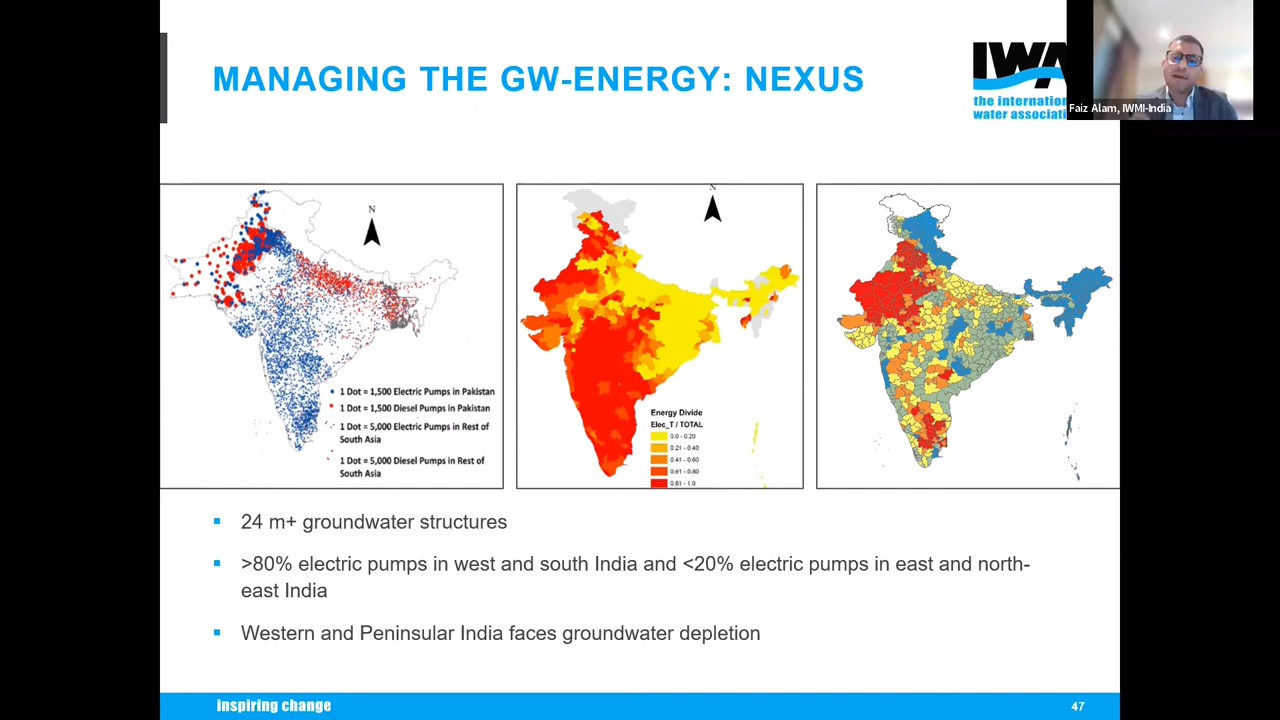 MANAGING THE GW-ENERGY: NEXUS
IWA
the internation
water associati
Faiz Alam, IWMI-India
N
1 Dot = 1,500 Electric Pumps in Pakistan
1 Dot = 1,500 Diesel Pumps in Pakistan
1 Dot = 5,000 Electric Pumps in Rest of
South Asia
1 Dot = 5,000 Diesel Pumps in Rest of
South Asia
N
Energy Divide
Elec_T / TOTAL
0.0 - 0.20
0.21 - 0.40
0.41 - 0.60
0.61 - 0.80
0.81 - 1.0
24 m+ groundwater structures
>80% electric pumps in west and south India and <20% electric pumps in east and north-
east India
Western and Peninsular India faces groundwater depletion
inspiring change
47